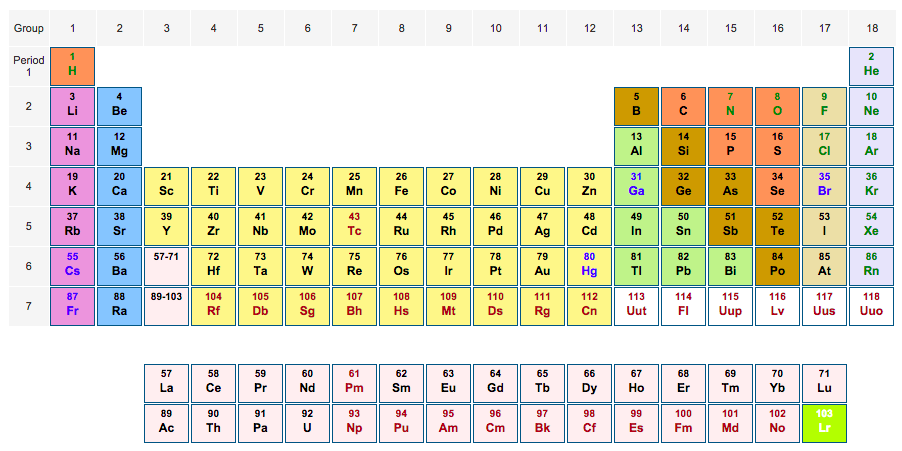 Group 1 2 3 4 5 6 7 8 9 10 11 12 13 14 15 16 17 18
Period 1 2
1 H He
2 3 4 5 6 7 8 9 10
Li Be B C N O F Ne
3 11 12 13 14 15 16 17 18
Na Mg Al Si P S Cl Ar
4 19 20 21 22 23 24 25 26 27 28 29 30 31 32 33 34 35 36
K Ca Sc Ti V Cr Mn Fe Co Ni Cu Zn Ga Ge As Se Br Kr
5 37 38 39 40 41 42 43 44 45 46 47 48 49 50 51 52 53 54
Rb Sr Y Zr Nb Mo Tc Ru Rh Pd Ag Cd In Sn Sb Te I Xe
6 55 56 57-71 72 73 74 75 76 77 78 79 80 81 82 83 84 85 86
Cs Ba Hf Ta W Re Os Ir Pt Au Hg Tl Pb Bi Po At Rn
7 87 88 89-103 104 105 106 107 108 109 110 111 112 113 114 115 116 117 118
Fr Ra Rf Db Sg Bh Hs Mt Ds Rg Cn Uut Fl Uup Lv Uus Uuo
57 58 59 60 61 62 63 64 65 66 67 68 69 70 71
La Ce Pr Nd Pm Sm Eu Gd Tb Dy Ho Er Tm Yb Lu
89 90 91 92 93 94 95 96 97 98 99 100 101 102 103
Ac Th Pa U Np Pu Am Cm Bk Cf Es Fm Md No Lr